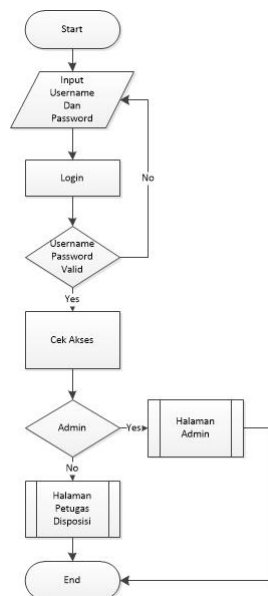 Start
Input
Username
Dan
Password
Login
No
Username
Password
Valid
Yes
Cek Akses
Admin
Yes
Halaman
Admin
No
Halaman
Petugas
Disposisi
End